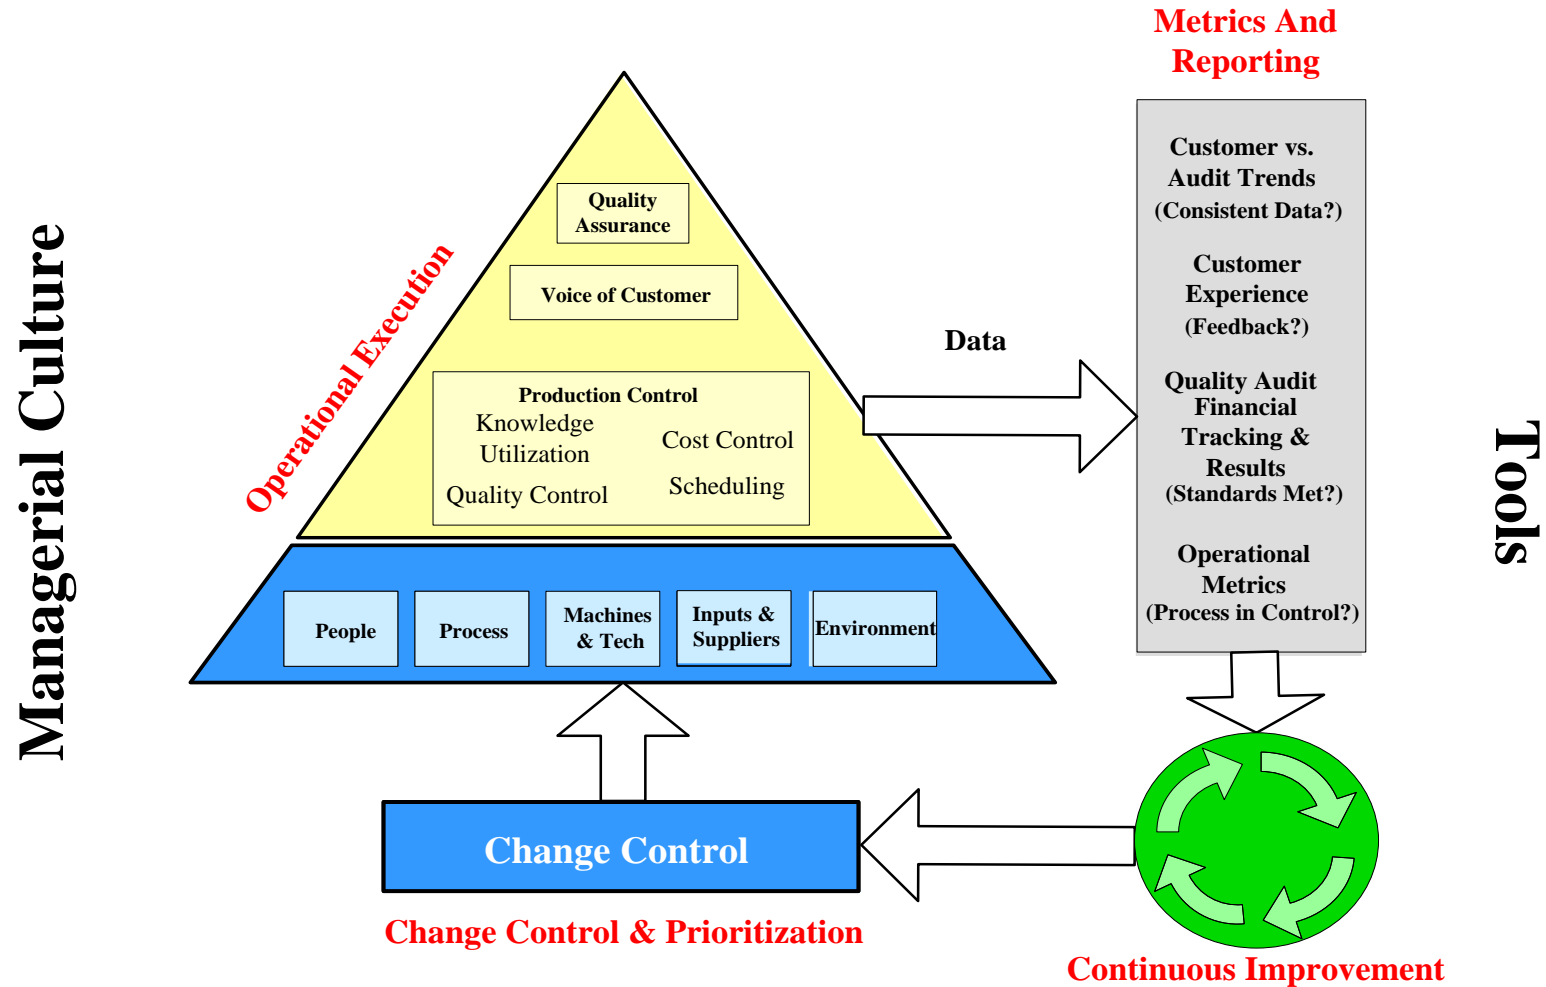 Metrics And
Reporting
Managerial Culture
Operational Execution
Quality
Assurance
Voice of Customer
Production Control
Knowledge
Utilization
Cost Control
Quality Control
Scheduling
People
Process
Machines
& Tech
Inputs &
Suppliers
Environment
Data
Customer vs.
Audit Trends
(Consistent Data?)
Customer
Experience
(Feedback?)
Quality Audit
Financial
Tracking &
Results
(Standards Met?)
Operational
Metrics
(Process in Control?)
Tools
Change Control
Change Control & Prioritization
Continuous Improvement